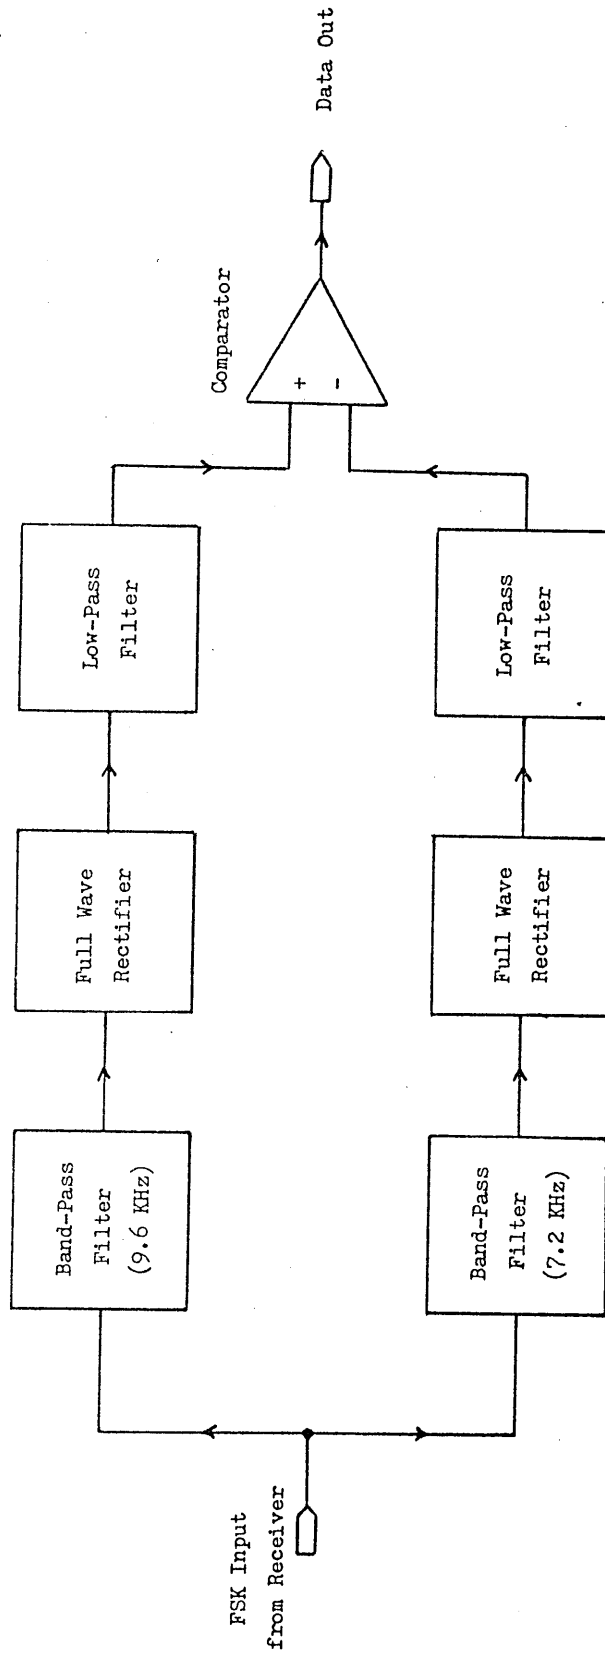 FSK Input
from Receiver
Band-Pass
Filter
(9.6 KHz)
Full Wave
Rectifier
Low-Pass
Filter
Band-Pass
Filter
(7.2 KHz)
Full Wave
Rectifier
Low-Pass
Filter
Comparator
+
-
Data Out